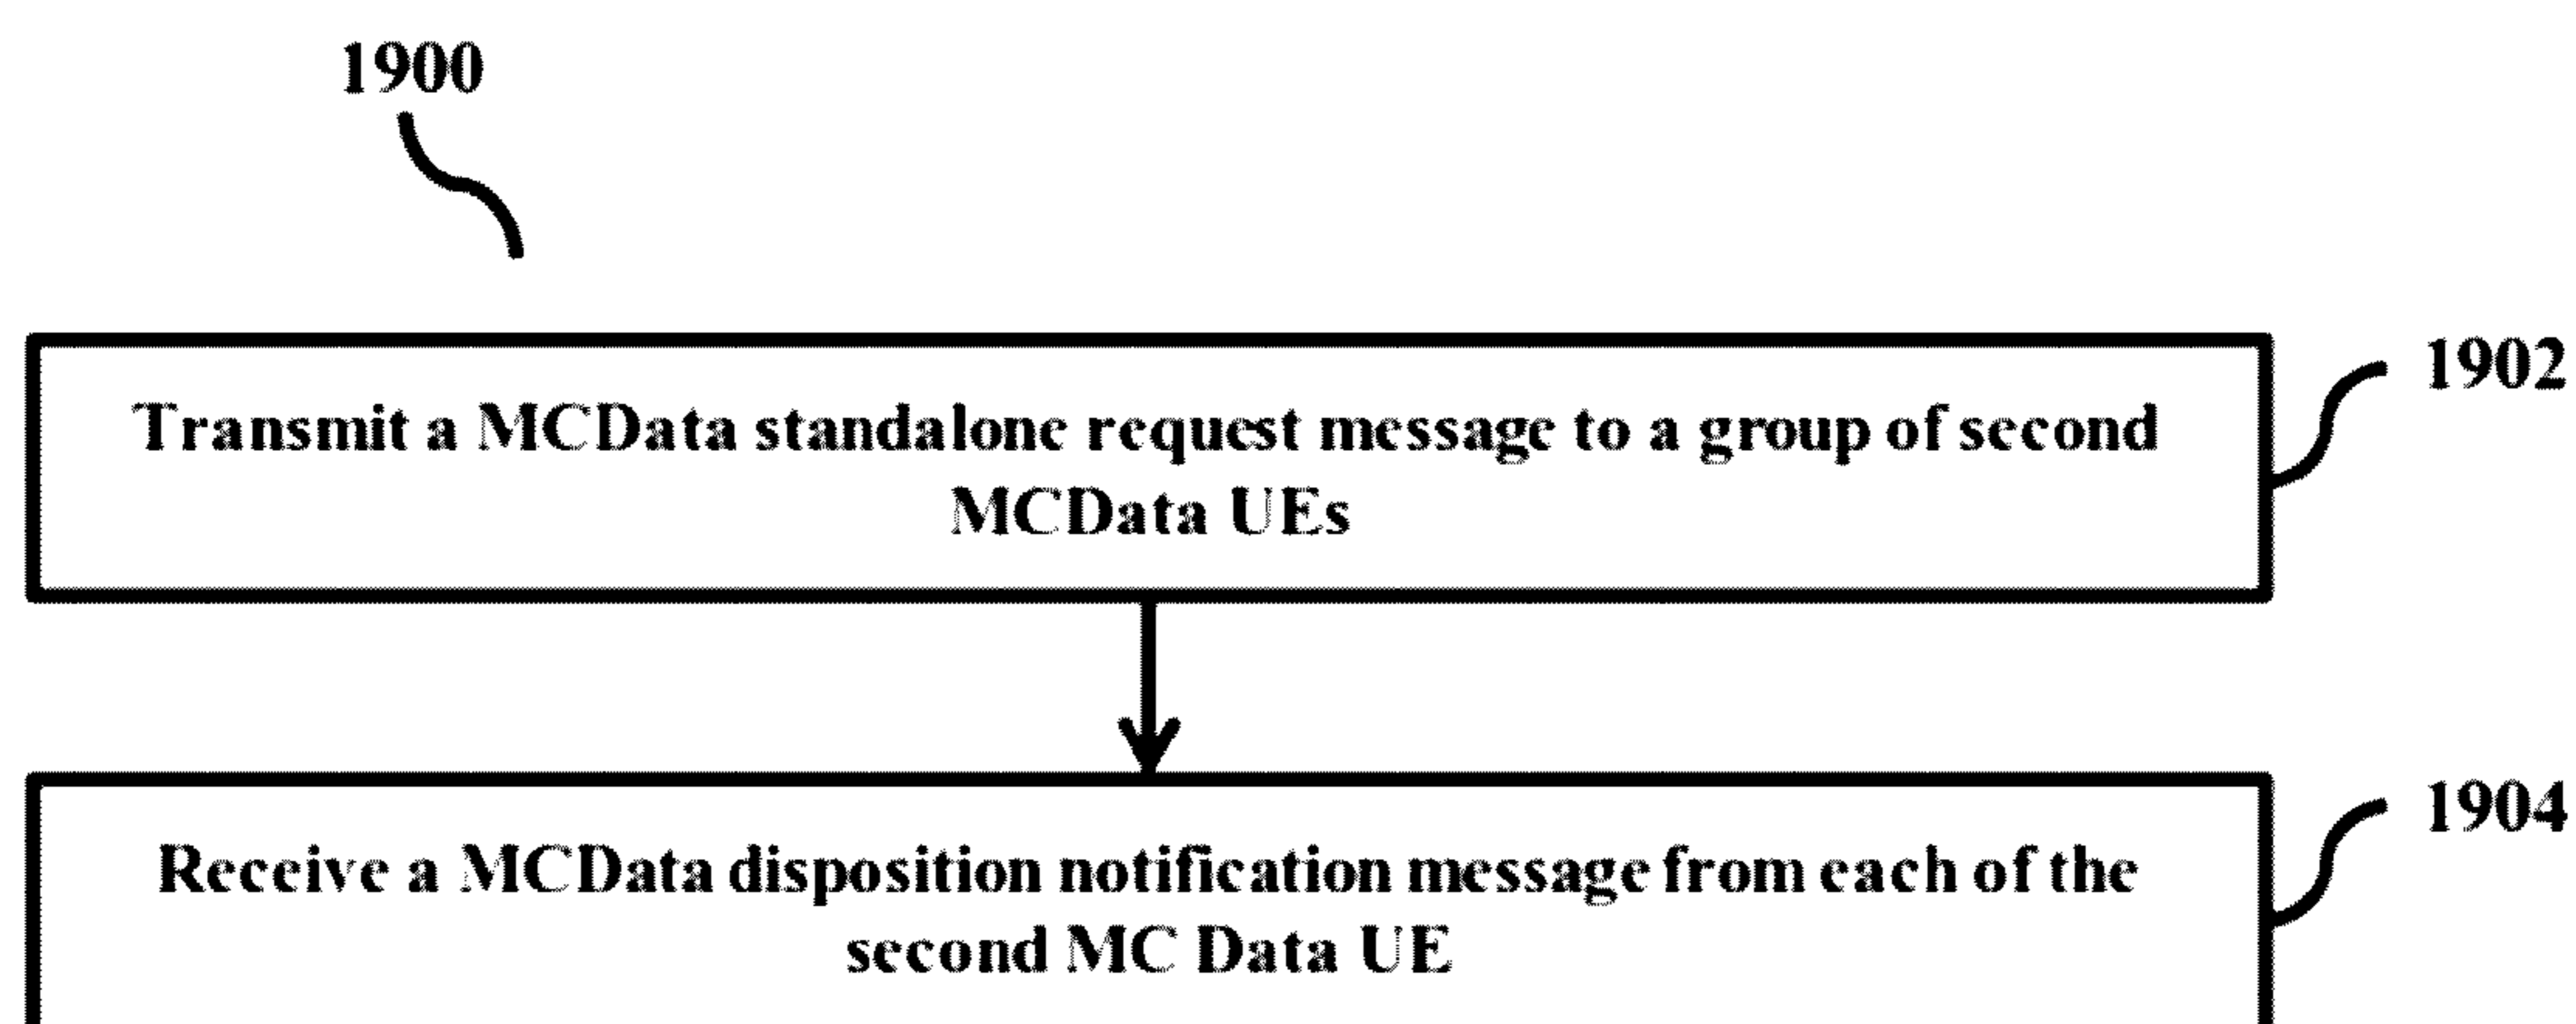 1900
1902
Transmit a MCData standalone request message to a group of second
MCData UEs
1904
Receive a MCData disposition notification message from each of the
second MC Data UE